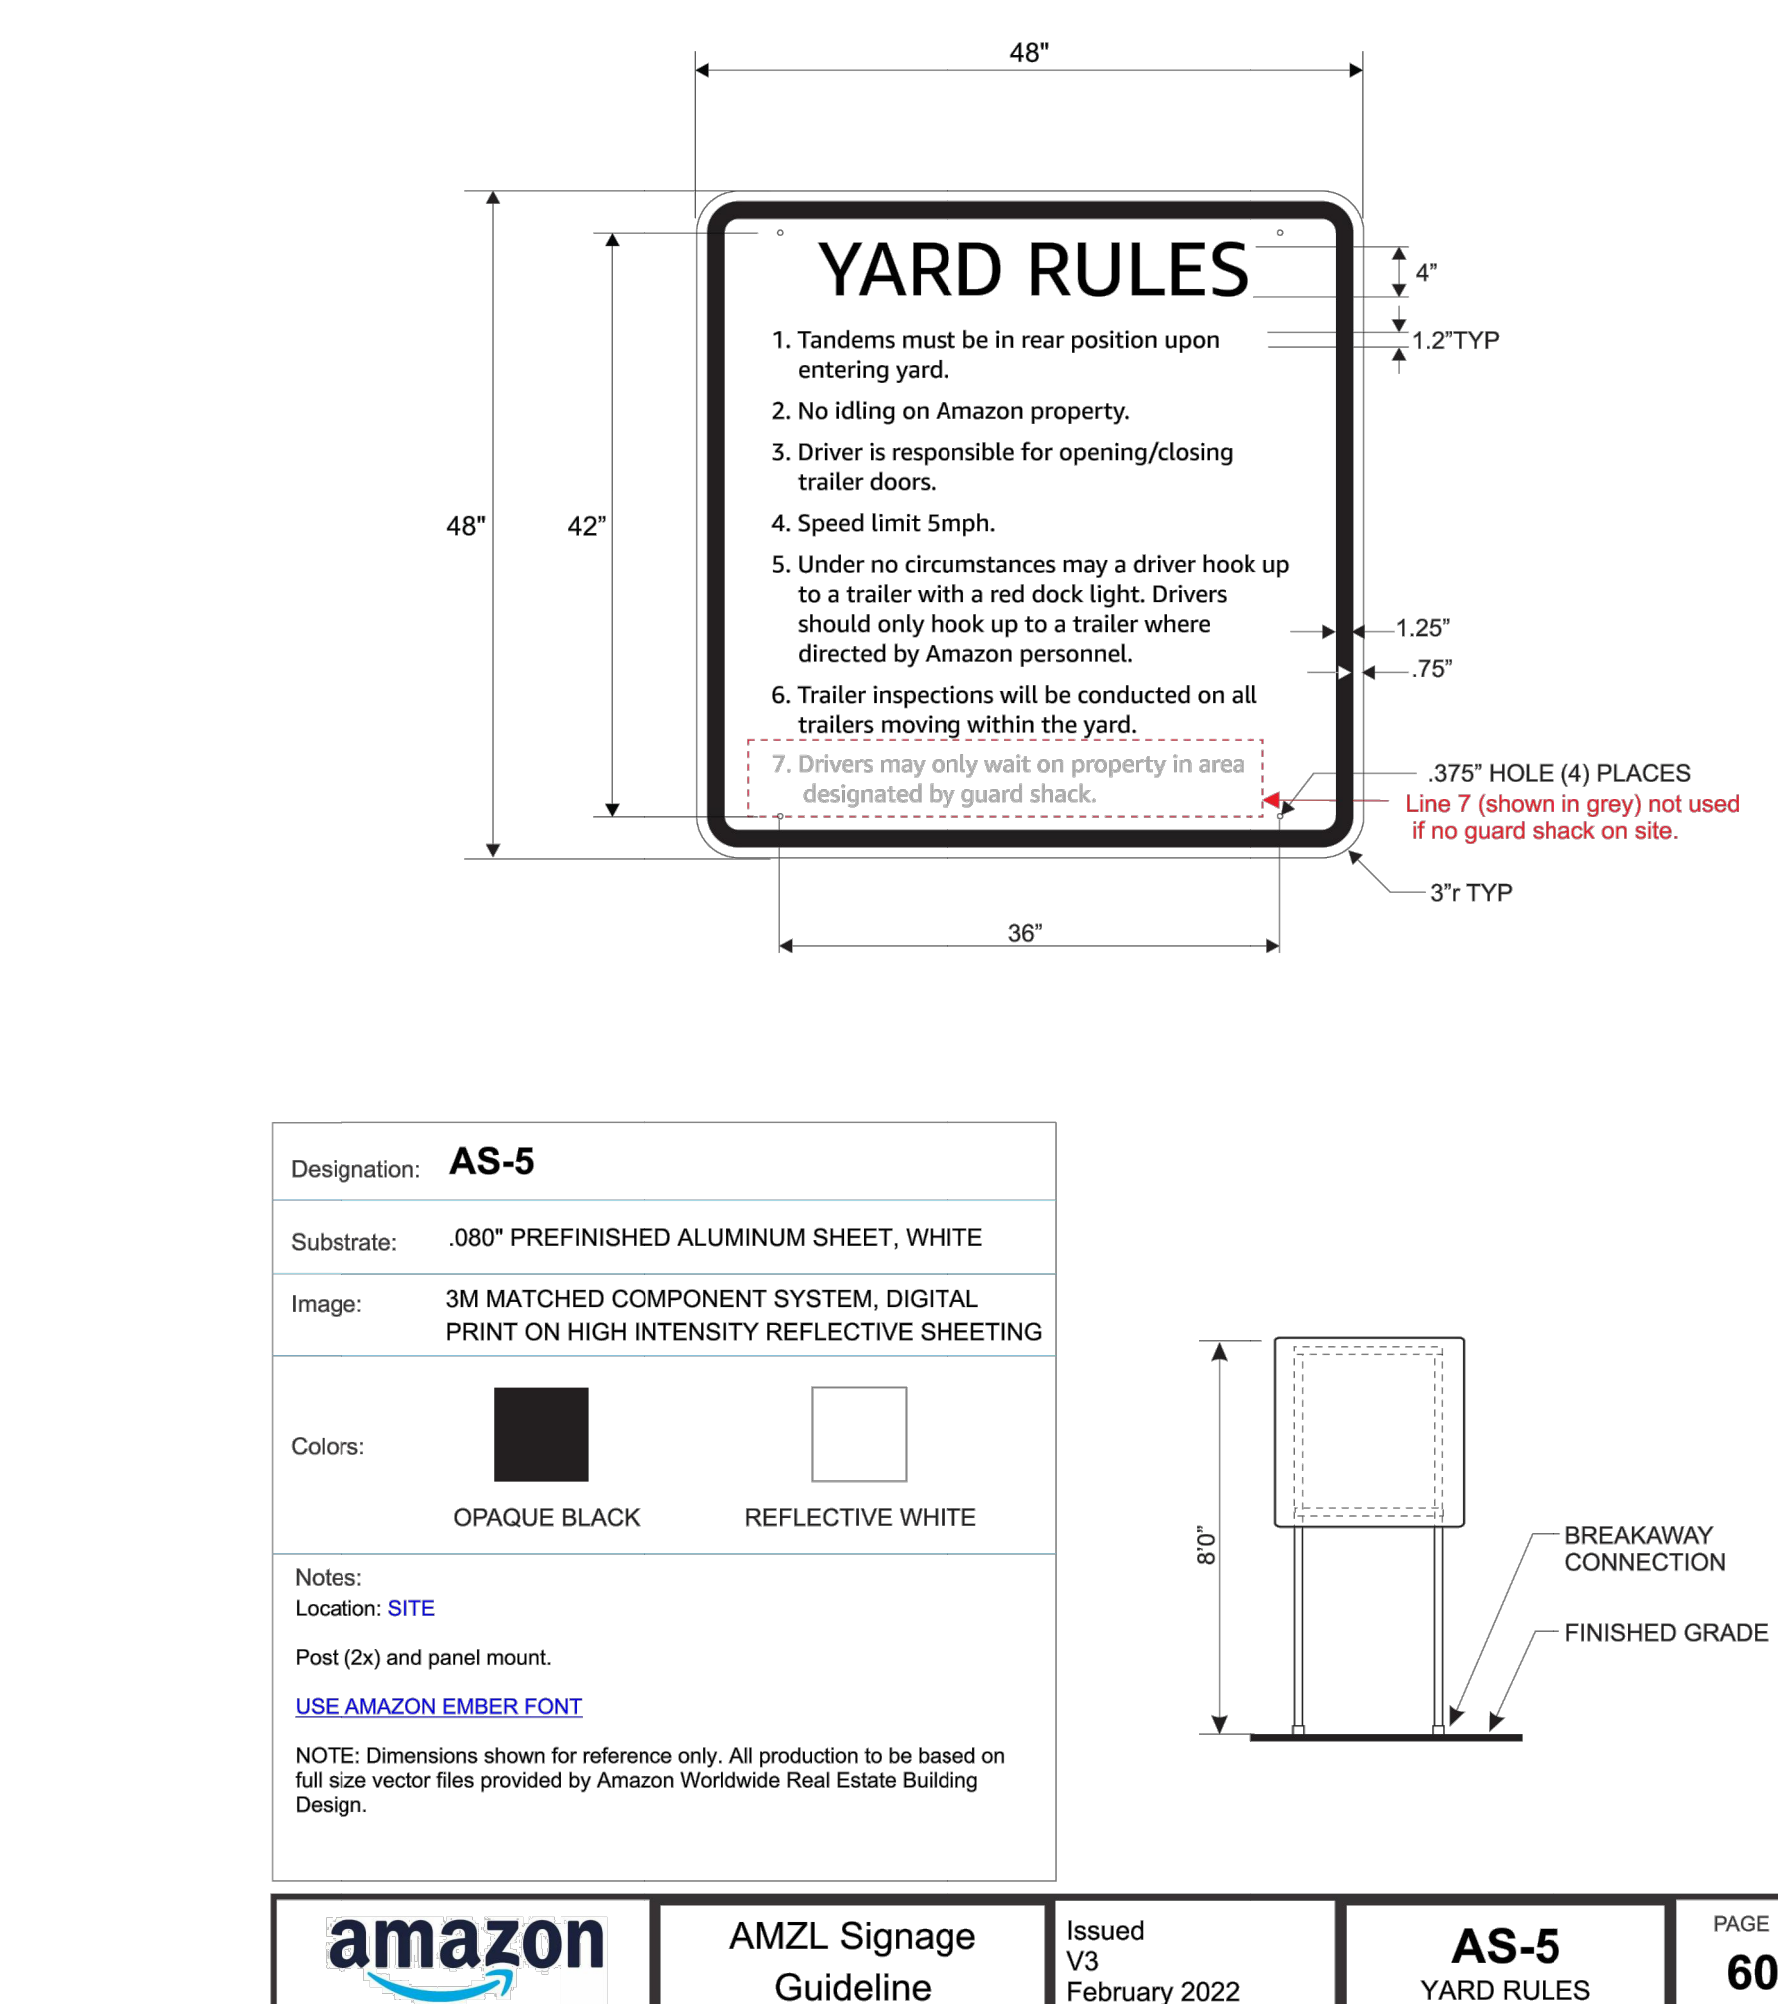 48"
YARD RULES
4”
1. Tandems must be in rear position upon
entering yard.
1.2”TYP
2. No idling on Amazon property.
3. Driver is responsible for opening/closing
trailer doors.
4. Speed limit 5mph.
48"
42”
5. Under no circumstances may a driver hook up
to a trailer with a red dock light. Drivers
should only hook up to a trailer where
directed by Amazon personnel.
1.25”
.75”
6. Trailer inspections will be conducted on all
trailers moving within the yard.
7. Drivers may only wait on property in area
designated by guard shack.
.375” HOLE (4) PLACES
Line 7 (shown in grey) not used
if no guard shack on site.
3”r TYP
36”
Designation: AS-5
Substrate: .080" PREFINISHED ALUMINUM SHEET, WHITE
Image: 3M MATCHED COMPONENT SYSTEM, DIGITAL
PRINT ON HIGH INTENSITY REFLECTIVE SHEETING
Colors:
OPAQUE BLACK REFLECTIVE WHITE
Notes:
Location: SITE
Post (2x) and panel mount.
USE AMAZON EMBER FONT
NOTE: Dimensions shown for reference only. All production to be based on
full size vector files provided by Amazon Worldwide Real Estate Building
Design.
8’0”
BREAKAWAY
CONNECTION
FINISHED GRADE
amazon
AMZL Signage
Guideline
Issued
V3
February 2022
AS-5
YARD RULES
PAGE
60